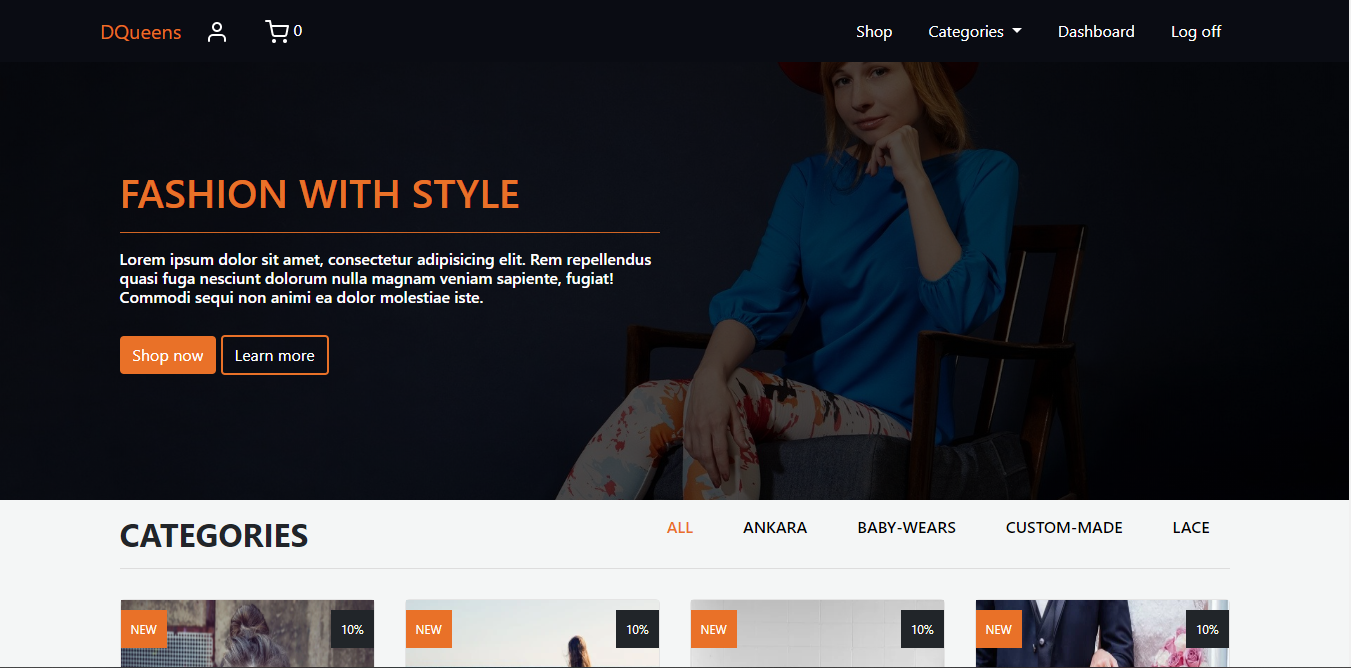 DQueens 0 Shop Categories Dashboard Log off
FASHION WITH STYLE
Lorem ipsum dolor sit amet, consectetur adipisicing elit. Rem repellendus
quasi fuga nesciunt dolorum nulla magnam veniam sapiente, fugiat!
Commodi sequi non animi ea dolor molestiae iste.
Shop now Learn more
CATEGORIES ALL ANKARA BABY-WEARS CUSTOM-MADE LACE
NEW 10% NEW 10% NEW 10% NEW 10%